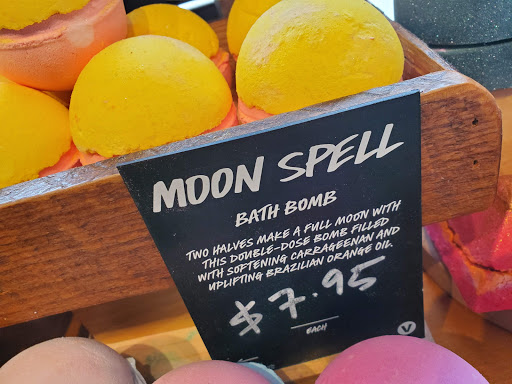 MOON SPELL
BATH BOMB
TWO HALVES MAKE A FULL MOON WITH
THIS DOUBLE-DOSE BOMB FILLED
WITH SOFTENING CARRAGEENAN AND
UPLIFTING BRAZILIAN ORANGE OIL.
$7.95
EACH
V